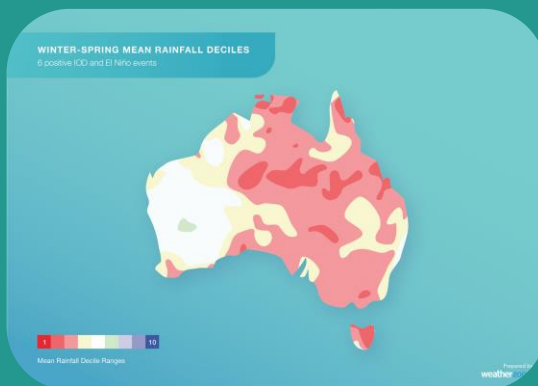 WINTER-SPRING MEAN RAINFALL DECILES
6 positive IOD and El Niño events
1
10
Mean Rainfall Decile Ranges
Prepared by
weather